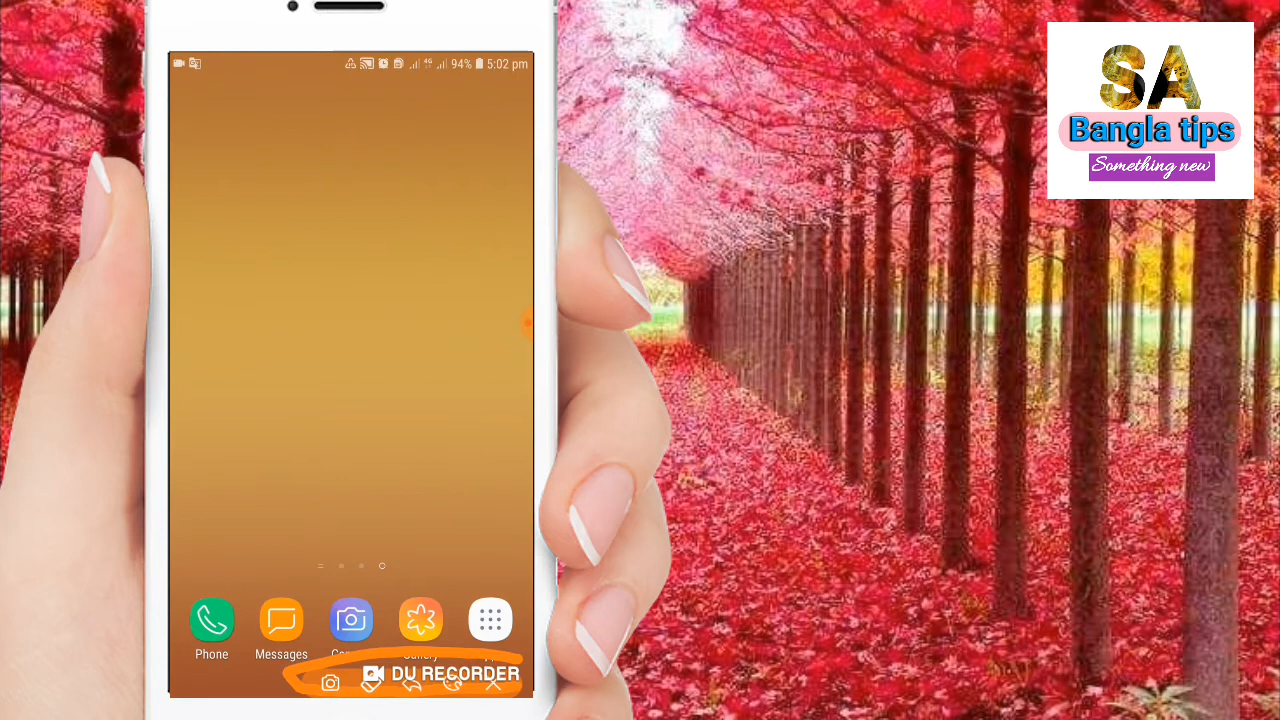 94% 5:02 pm
SA
Bangla tips
Something new
Phone
Messages
DU RECORDER